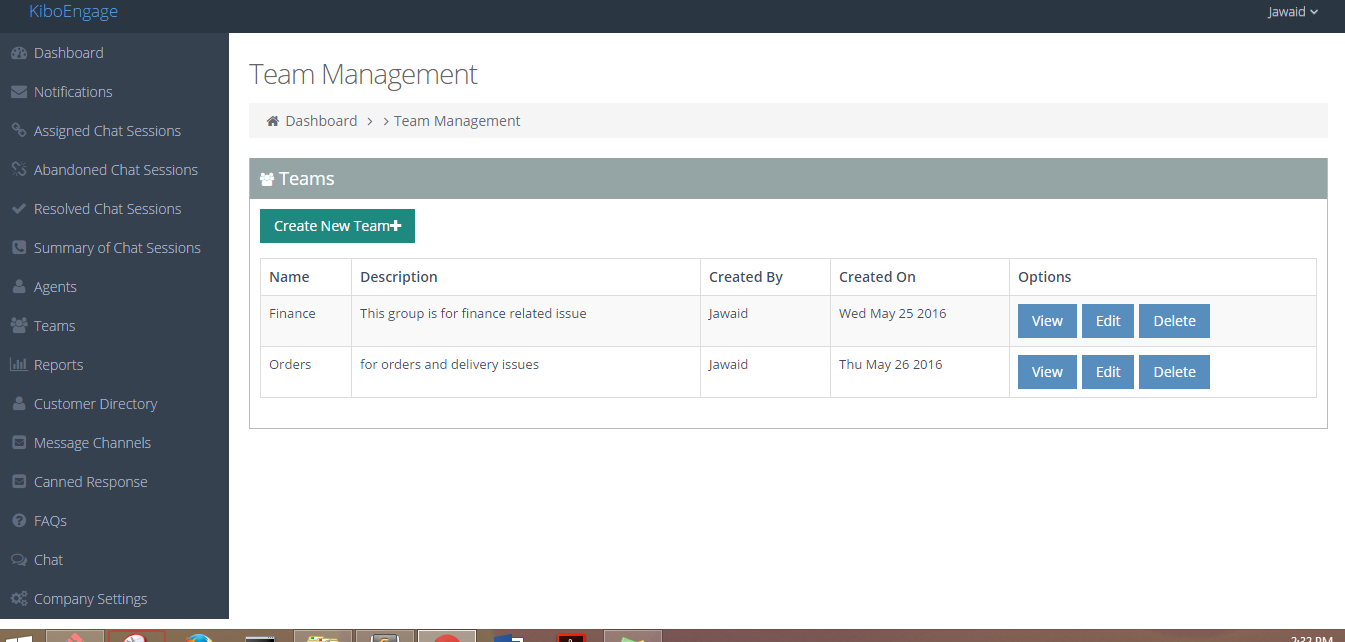 KiboEngage
Jawaid
Dashboard
Notifications
Assigned Chat Sessions
Abandoned Chat Sessions
Resolved Chat Sessions
Summary of Chat Sessions
Agents
Teams
Reports
Customer Directory
Message Channels
Canned Response
FAQs
Chat
Company Settings
Team Management
Dashboard > > Team Management
Teams
Create New Team+
Name Description Created By Created On Options
Finance This group is for finance related issue Jawaid Wed May 25 2016 View Edit Delete
Orders for orders and delivery issues Jawaid Thu May 26 2016 View Edit Delete
2:32 PM